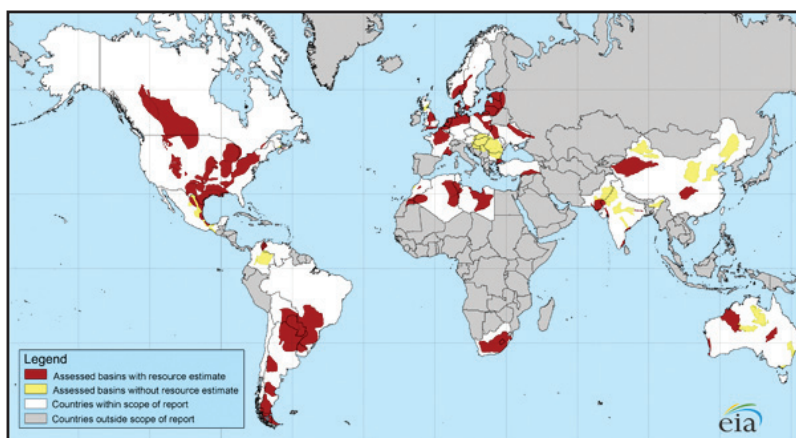 Legend
Assessed basins with resource estimate
Assessed basins without resource estimate
Countries within scope of report
Countries outside scope of report
eia